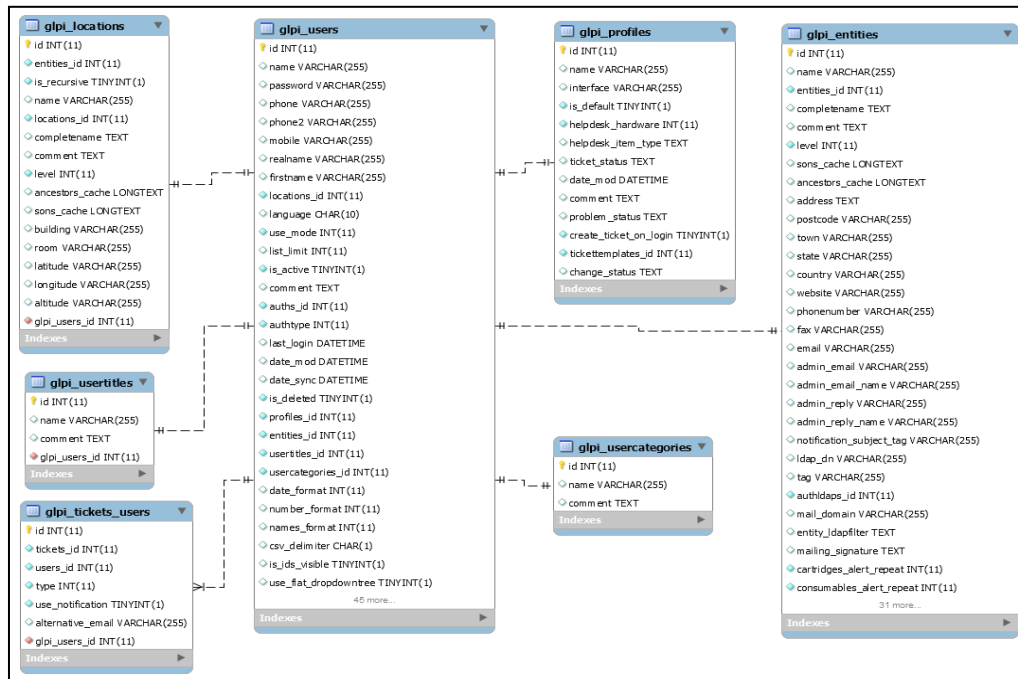 glpi_locations
id INT(11)
entities_id INT(11)
is_recursive TINYINT(1)
name VARCHAR(255)
locations_id INT(11)
completename TEXT
comment TEXT
level INT(11)
ancestors_cache LONGTEXT
sons_cache LONGTEXT
building VARCHAR(255)
room VARCHAR(255)
latitude VARCHAR(255)
longitude VARCHAR(255)
altitude VARCHAR(255)
glpi_users_id INT(11)
Indexes
glpi_usertitles
id INT(11)
name VARCHAR(255)
comment TEXT
glpi_users_id INT(11)
Indexes
glpi_tickets_users
id INT(11)
tickets_id INT(11)
users_id INT(11)
type INT(11)
use_notification TINYINT(1)
alternative_email VARCHAR(255)
glpi_users_id INT(11)
Indexes
glpi_users
id INT(11)
name VARCHAR(255)
password VARCHAR(255)
phone VARCHAR(255)
phone2 VARCHAR(255)
mobile VARCHAR(255)
realname VARCHAR(255)
firstname VARCHAR(255)
locations_id INT(11)
language CHAR(10)
use_mode INT(11)
list_limit INT(11)
is_active TINYINT(1)
comment TEXT
auths_id INT(11)
authtype INT(11)
last_login DATETIME
date_mod DATETIME
date_sync DATETIME
is_deleted TINYINT(1)
profiles_id INT(11)
entities_id INT(11)
usertitles_id INT(11)
usercategories_id INT(11)
date_format INT(11)
number_format INT(11)
names_format INT(11)
csv_delimiter CHAR(1)
is_ids_visible TINYINT(1)
use_flat_dropdowntree TINYINT(1)
45 more...
Indexes
glpi_profiles
id INT(11)
name VARCHAR(255)
interface VARCHAR(255)
is_default TINYINT(1)
helpdesk_hardware INT(11)
helpdesk_item_type TEXT
ticket_status TEXT
date_mod DATETIME
comment TEXT
problem_status TEXT
create_ticket_on_login TINYINT(1)
tickettemplates_id INT(11)
change_status TEXT
Indexes
glpi_usercategories
id INT(11)
name VARCHAR(255)
comment TEXT
Indexes
glpi_entities
id INT(11)
name VARCHAR(255)
entities_id INT(11)
completename TEXT
comment TEXT
level INT(11)
sons_cache LONGTEXT
ancestors_cache LONGTEXT
address TEXT
postcode VARCHAR(255)
town VARCHAR(255)
state VARCHAR(255)
country VARCHAR(255)
website VARCHAR(255)
phonenumber VARCHAR(255)
fax VARCHAR(255)
email VARCHAR(255)
admin_email VARCHAR(255)
admin_email_name VARCHAR(255)
admin_reply VARCHAR(255)
admin_reply_name VARCHAR(255)
notification_subject_tag VARCHAR(255)
ldap_dn VARCHAR(255)
tag VARCHAR(255)
authldaps_id INT(11)
mail_domain VARCHAR(255)
entity_ldapfilter TEXT
mailing_signature TEXT
cartridges_alert_repeat INT(11)
consumables_alert_repeat INT(11)
31 more...
Indexes